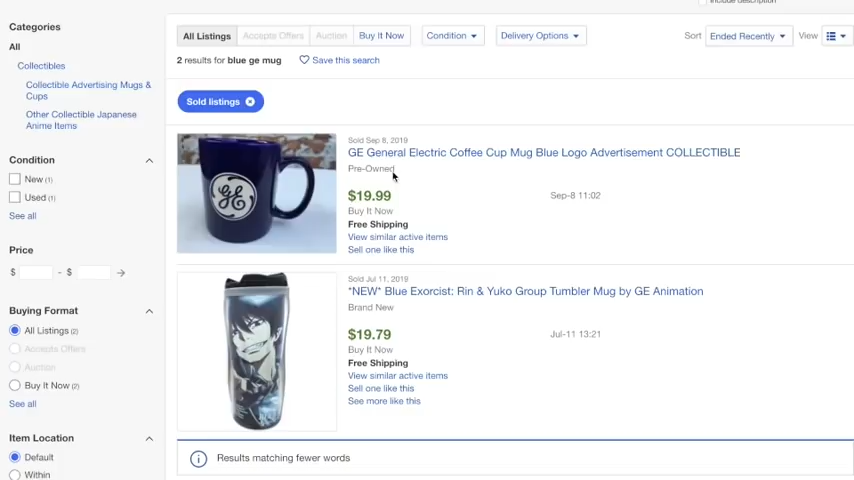 Include description
Categories
All
Collectibles
Collectible Advertising Mugs &
Cups
Other Collectible Japanese
Anime Items
Condition
New (1)
Used (1)
See all
Price
$ - $
Buying Format
All Listings (2)
Accepts Offers
Auction
Buy It Now (2)
See all
Item Location
Default
Within
All Listings Accepts Offers Auction Buy It Now Condition Delivery Options Sort Ended Recently View
2 results for blue ge mug Save this search
Sold listings
Sold Sep 8, 2019
GE General Electric Coffee Cup Mug Blue Logo Advertisement COLLECTIBLE
Pre-Owned
$19.99 Sep-8 11:02
Buy It Now
Free Shipping
View similar active items
Sell one like this
GE
Sold Jul 11, 2019
*NEW* Blue Exorcist: Rin & Yuko Group Tumbler Mug by GE Animation
Brand New
$19.79 Jul-11 13:21
Buy It Now
Free Shipping
View similar active items
Sell one like this
See more like this
Results matching fewer words